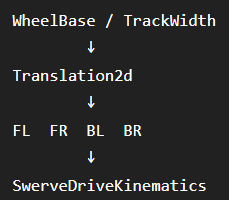 WheelBase / TrackWidth
↓
Translation2d
↓
FL  FR  BL  BR
↓
SwerveDriveKinematics